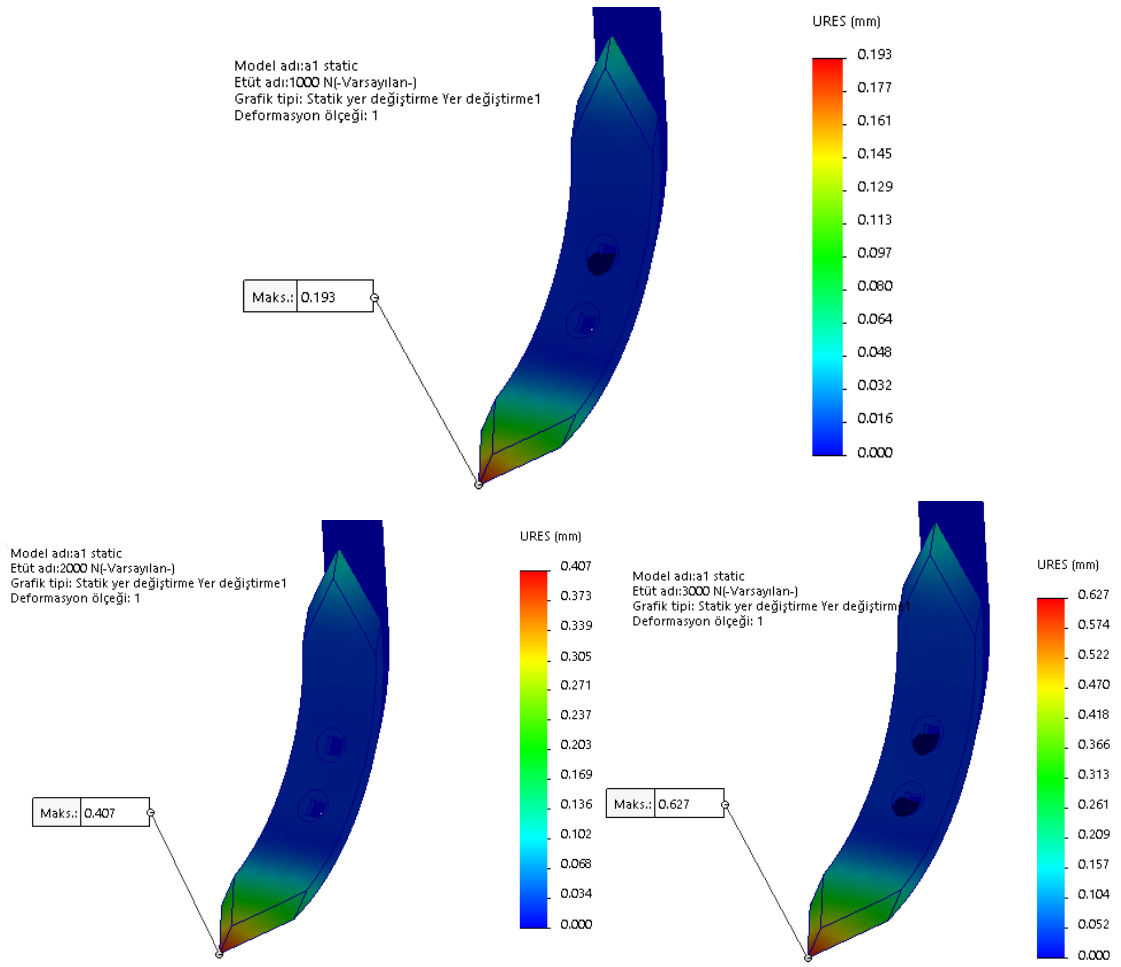 URES (mm)
Model adı:a1 static
Etüt adı:1000 N(-Varsayılan-)
Grafik tipi: Statik yer değiştirme Yer değiştirme1
Deformasyon ölçeği: 1
0.193
0.177
0.161
0.145
0.129
0.113
0.097
0.080
0.064
0.048
0.032
0.016
0.000
Maks.: 0.193
URES (mm)
Model adı:a1 static
Etüt adı:2000 N(-Varsayılan-)
Grafik tipi: Statik yer değiştirme Yer değiştirme1
Deformasyon ölçeği: 1
0.407
0.373
0.339
0.305
0.271
0.237
0.203
0.169
0.136
0.102
0.068
0.034
0.000
Maks.: 0.407
URES (mm)
Model adı:a1 static
Etüt adı:3000 N(-Varsayılan-)
Grafik tipi: Statik yer değiştirme Yer değiştirme1
Deformasyon ölçeği: 1
0.627
0.574
0.522
0.470
0.418
0.366
0.313
0.261
0.209
0.157
0.104
0.052
0.000
Maks.: 0.627